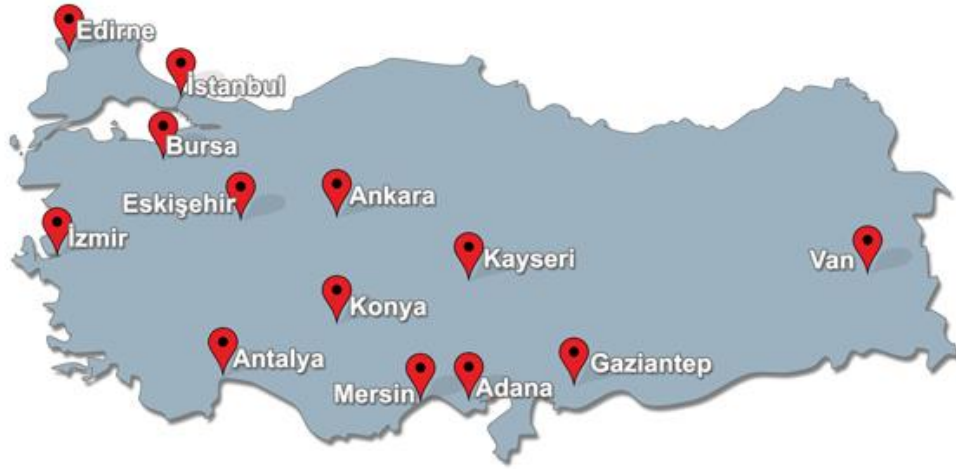 Edirne
İstanbul
Bursa
Eskişehir
Ankara
İzmir
Kayseri
Van
Konya
Antalya
Mersin
Adana
Gaziantep